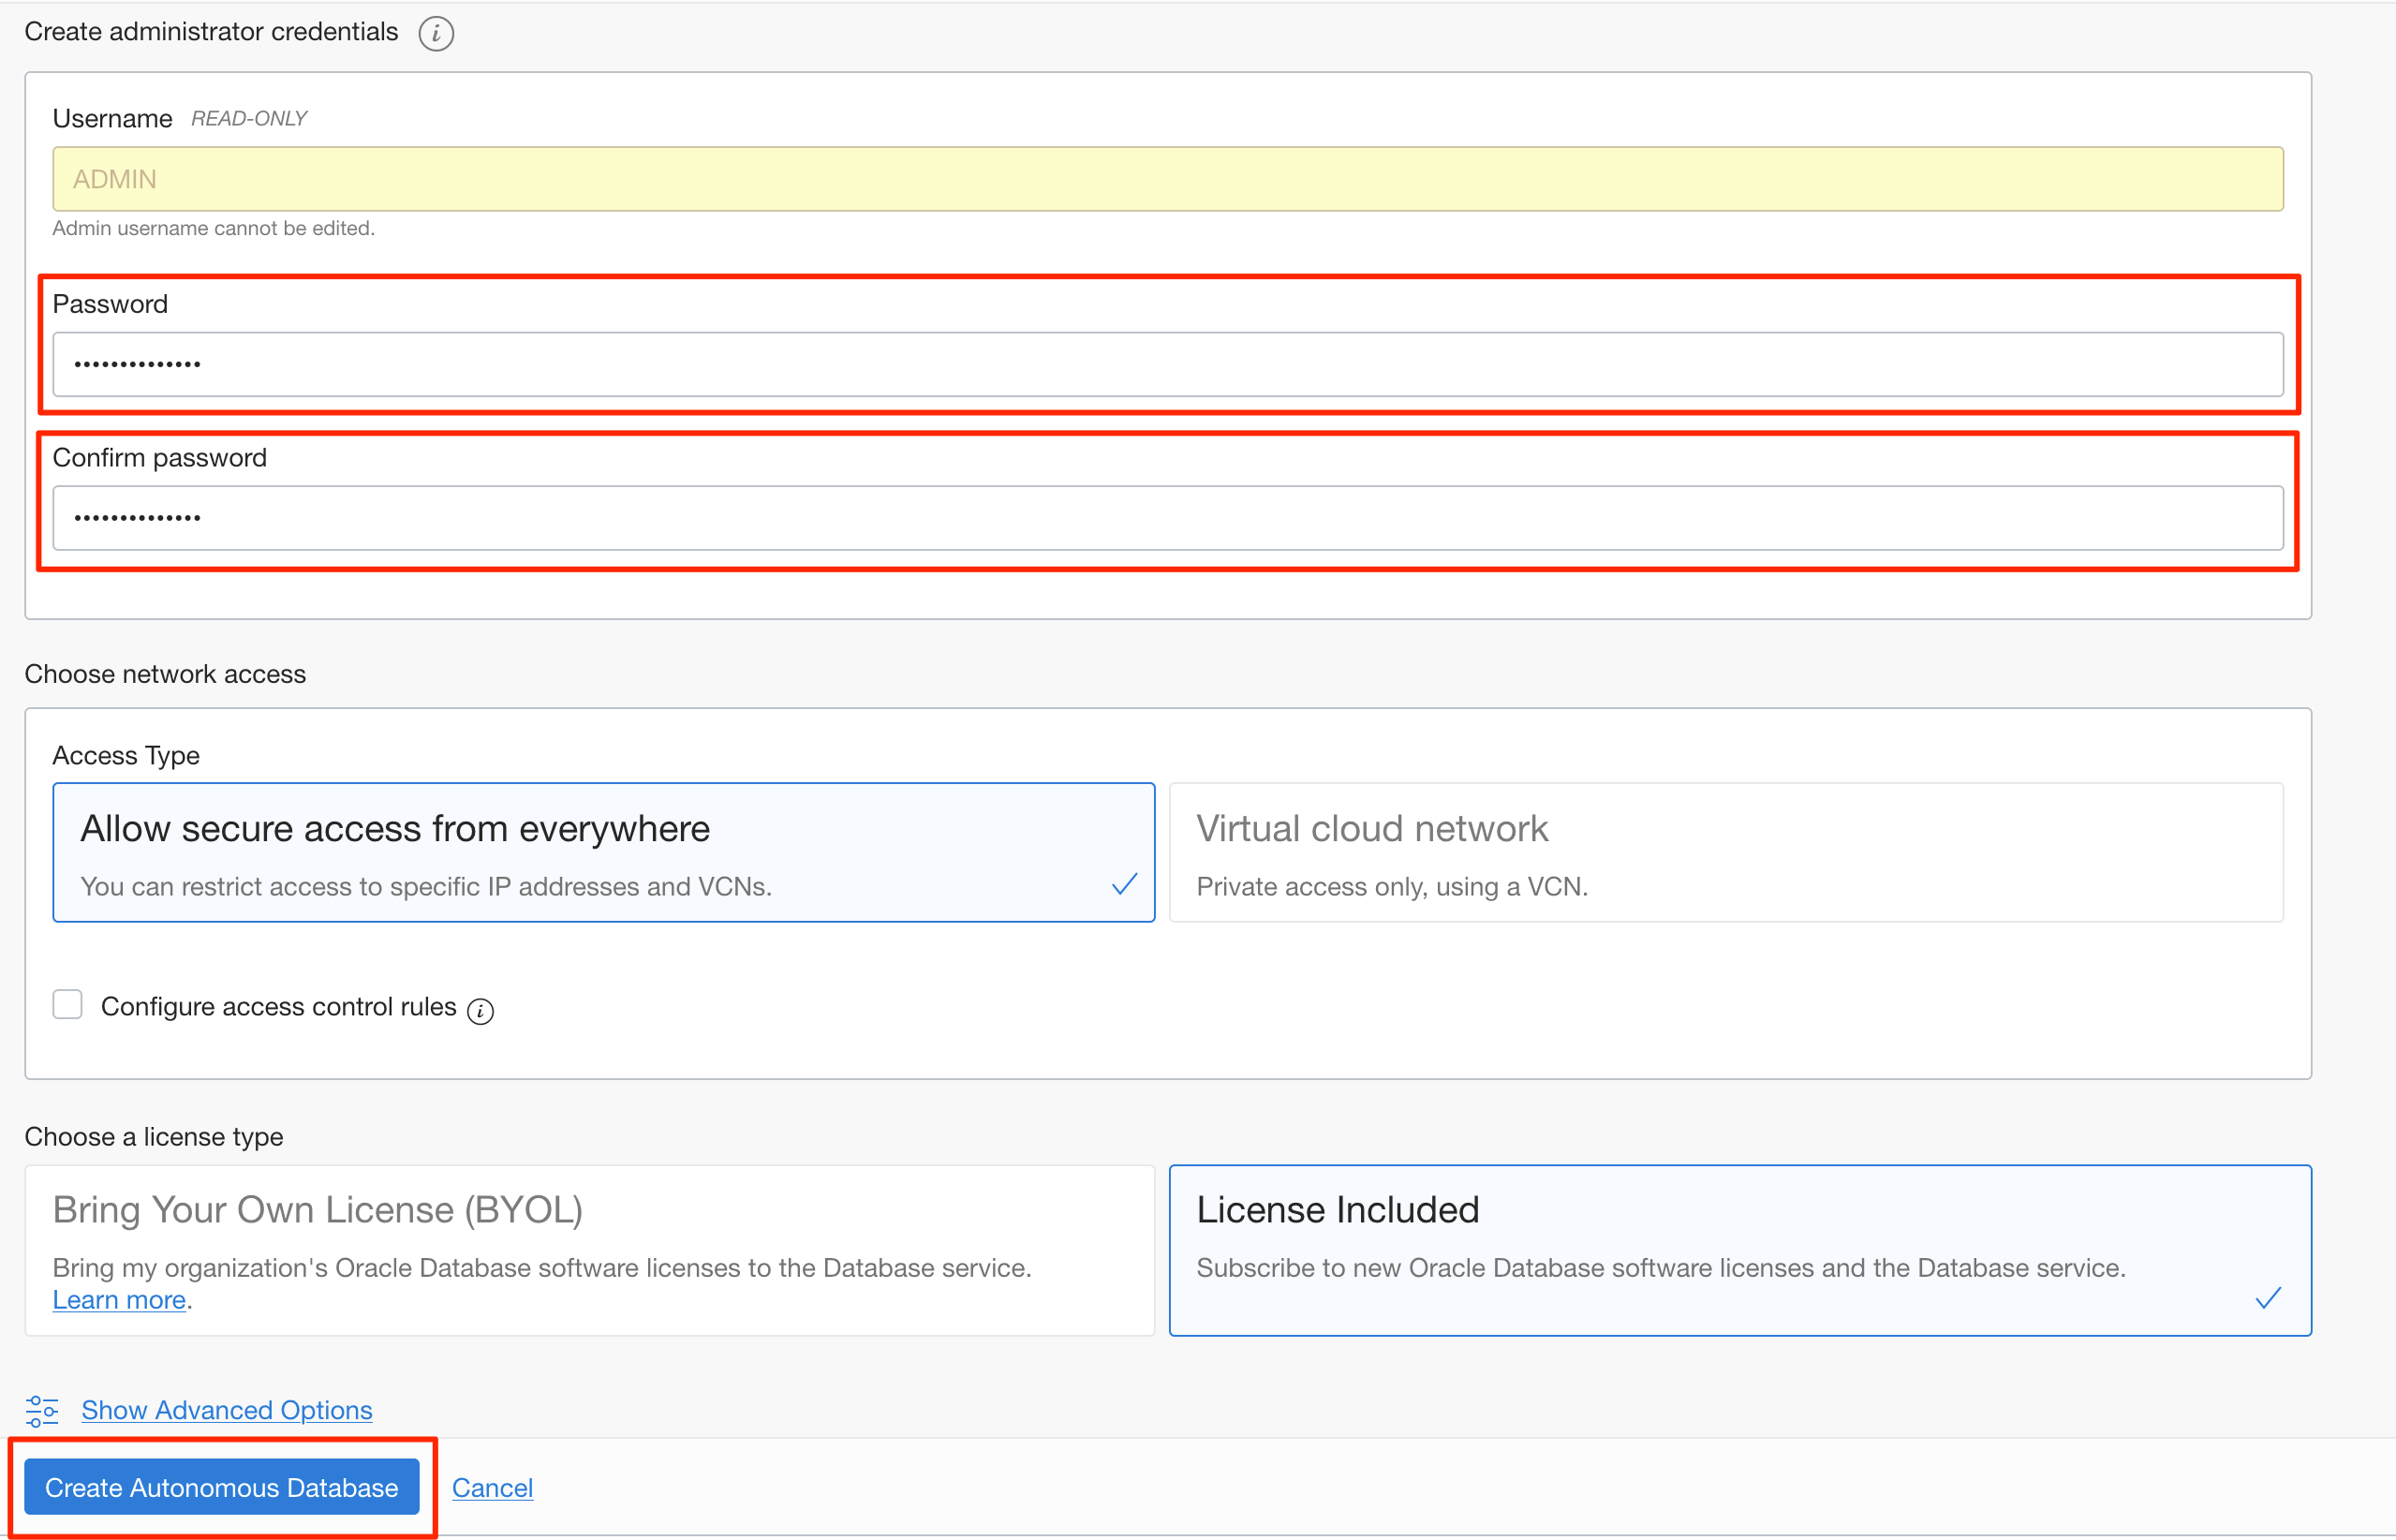 Create administrator credentials i
Username READ-ONLY
ADMIN
Admin username cannot be edited.
Password
••••••••••••••
Confirm password
••••••••••••••
Choose network access
Access Type
Allow secure access from everywhere
You can restrict access to specific IP addresses and VCNs.
Virtual cloud network
Private access only, using a VCN.
Configure access control rules i
Choose a license type
Bring Your Own License (BYOL)
Bring my organization's Oracle Database software licenses to the Database service.
Learn more.
License Included
Subscribe to new Oracle Database software licenses and the Database service.
Show Advanced Options
Create Autonomous Database Cancel